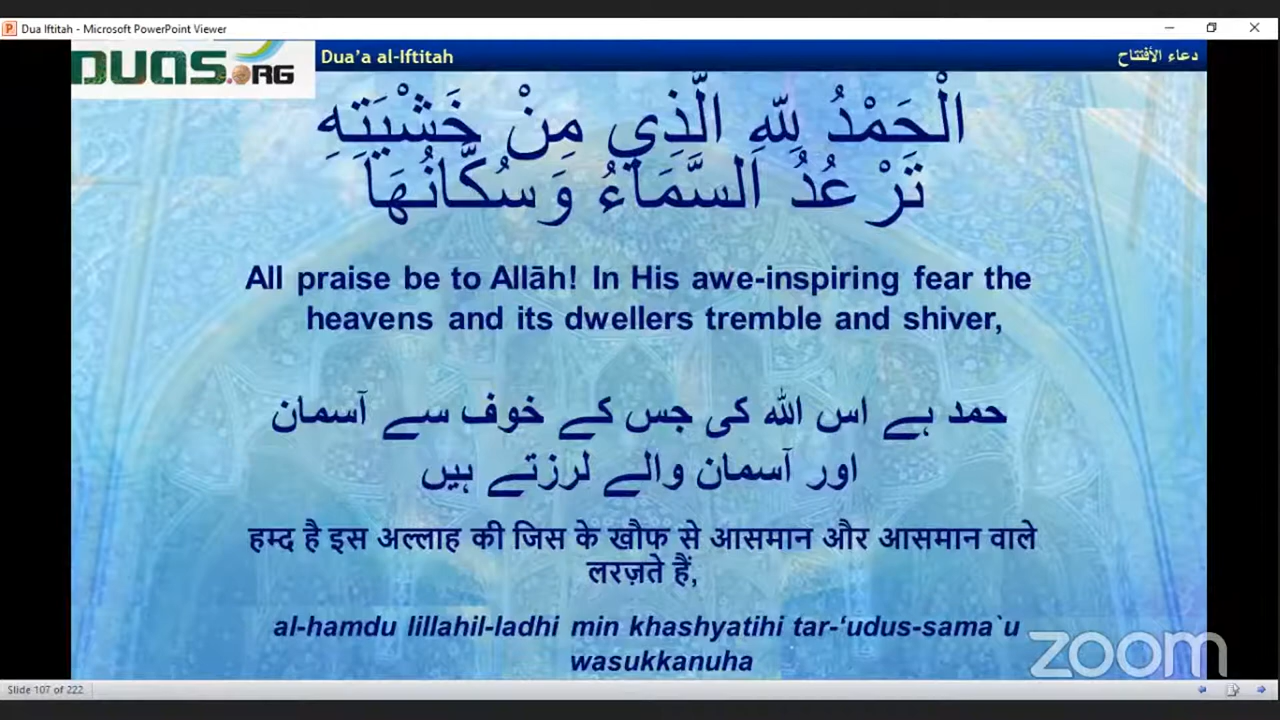 Dua Iftitah - Microsoft PowerPoint Viewer
DUAS.ORG
Dua’a al-Iftitah
دعاء الأفتتاح
الْحَمْدُ لِلّهِ الَّذِي مِنْ خَشْيَتِهِ
تَرْعُدُ السَّمَاءُ وَسُكَّانُهَا
All praise be to Allāh! In His awe-inspiring fear the
heavens and its dwellers tremble and shiver,
حمد ہے اس اللہ کی جس کے خوف سے آسمان
اور آسمان والے لرزتے ہیں
हम्द है इस अल्लाह की जिस के खौफ से आसमान और आसमान वाले
लरज़ते हैं,
al-hamdu lillahil-ladhi min khashyatihi tar-‘udus-sama`u
wasukkanuha
zoom
Slide 107 of 222